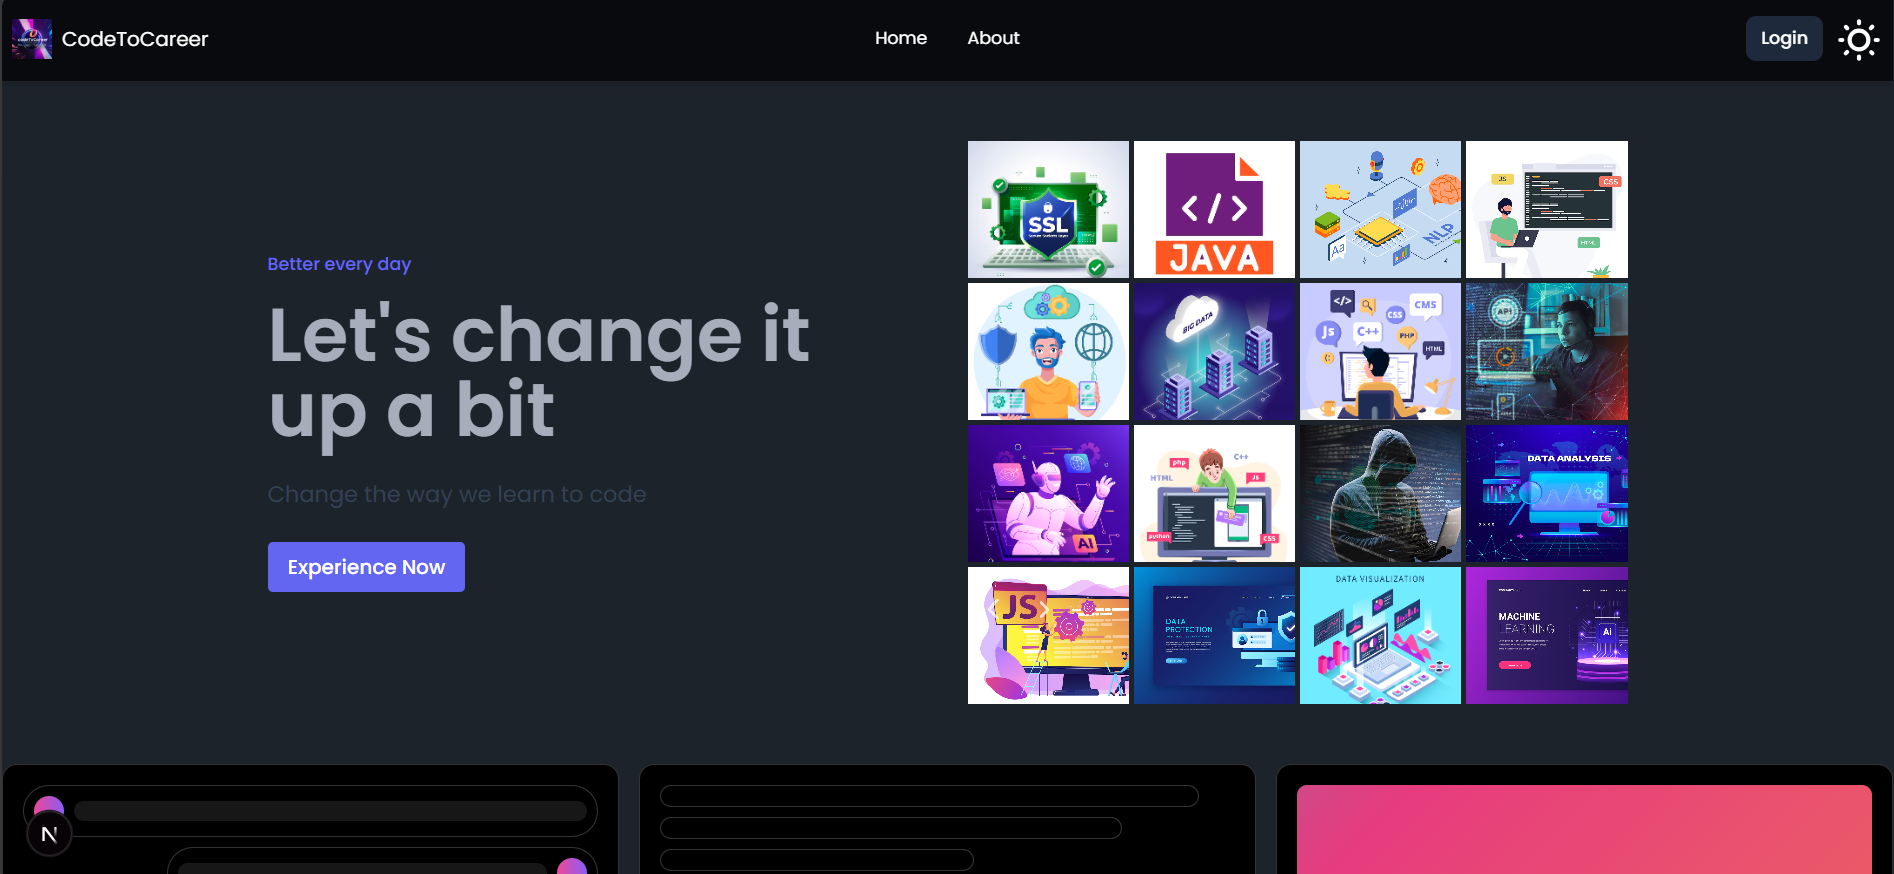 CodeToCareer
Home
About
Login
Better every day
Let's change it
up a bit
Change the way we learn to code
Experience Now
SSL
</>
JAVA
NLP
Aa
JS
CSS
HTML
BIG DATA
</>
CMS
CSS
Js
C++
PHP
HTML
API
AI
php
C++
HTML
Js
python
CSS
DATA ANALYSIS
JS
DATA
PROTECTION
DATA VISUALIZATION
MACHINE
LEARNING
AI
N